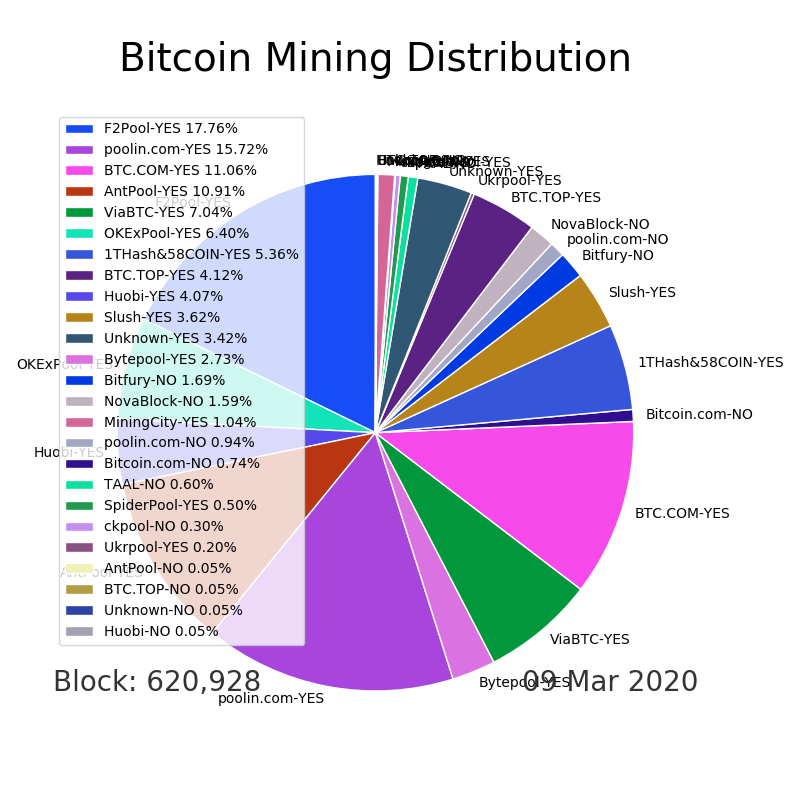 Bitcoin Mining Distribution
F2Pool-YES 17.76%
poolin.com-YES 15.72%
BTC.COM-YES 11.06%
AntPool-YES 10.91%
ViaBTC-YES 7.04%
OKExPool-YES 6.40%
1THash&58COIN-YES 5.36%
BTC.TOP-YES 4.12%
Huobi-YES 4.07%
Slush-YES 3.62%
Unknown-YES 3.42%
Bytepool-YES 2.73%
Bitfury-NO 1.69%
NovaBlock-NO 1.59%
MiningCity-YES 1.04%
poolin.com-NO 0.94%
Bitcoin.com-NO 0.74%
TAAL-NO 0.60%
SpiderPool-YES 0.50%
ckpool-NO 0.30%
Ukrpool-YES 0.20%
AntPool-NO 0.05%
BTC.TOP-NO 0.05%
Unknown-NO 0.05%
Huobi-NO 0.05%
F2Pool-YES
OKExPool-YES
Huobi-YES
AntPool-YES
poolin.com-YES
Bytepool-YES
ViaBTC-YES
BTC.COM-YES
Bitcoin.com-NO
1THash&58COIN-YES
Slush-YES
Bitfury-NO
poolin.com-NO
NovaBlock-NO
BTC.TOP-YES
Ukrpool-YES
Unknown-YES
Block: 620,928
09 Mar 2020